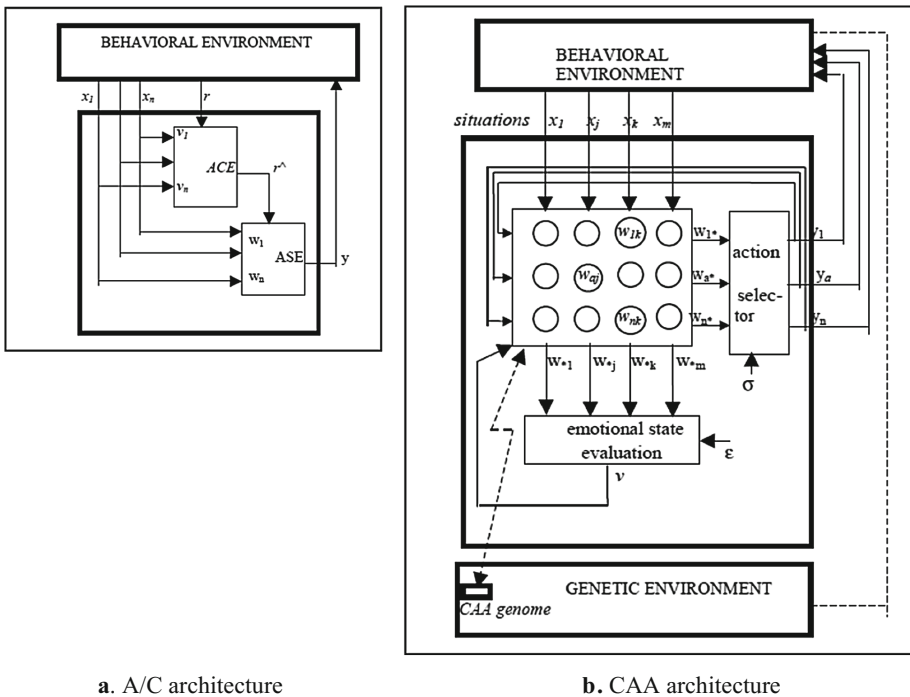 BEHAVIORAL ENVIRONMENT
x1 xn r
v1
ACE r^
vn
w1
ASE y
wn
a. A/C architecture
BEHAVIORAL
ENVIRONMENT
situations x1 xj xk xm
w1k w1* y1
action
waj wa* ya
selec-
tor
wnk wn* yn
w*1 w*j w*k w*m
σ
emotional state
evaluation
ε
v
GENETIC ENVIRONMENT
CAA genome
b. CAA architecture